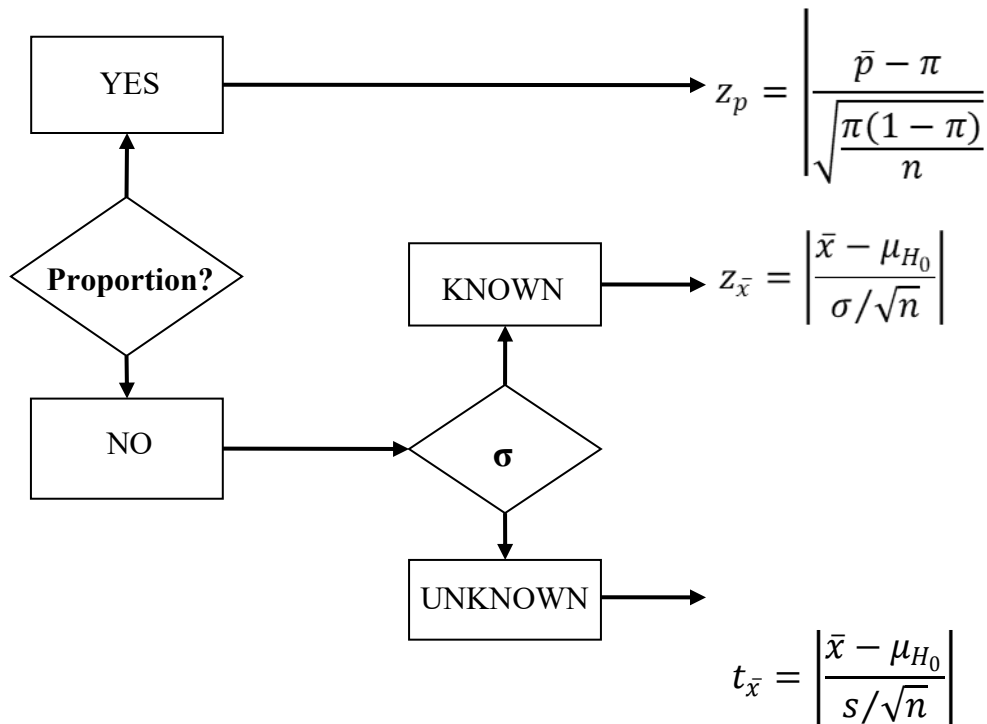 YES
z_p = | (p̄ − π) / √(π(1 − π) / n)
Proportion?
KNOWN
z_x̄ = | (x̄ − μ_H₀) / (σ/√n) |
NO
σ
UNKNOWN
t_x̄ = | (x̄ − μ_H₀) / (s/√n) |